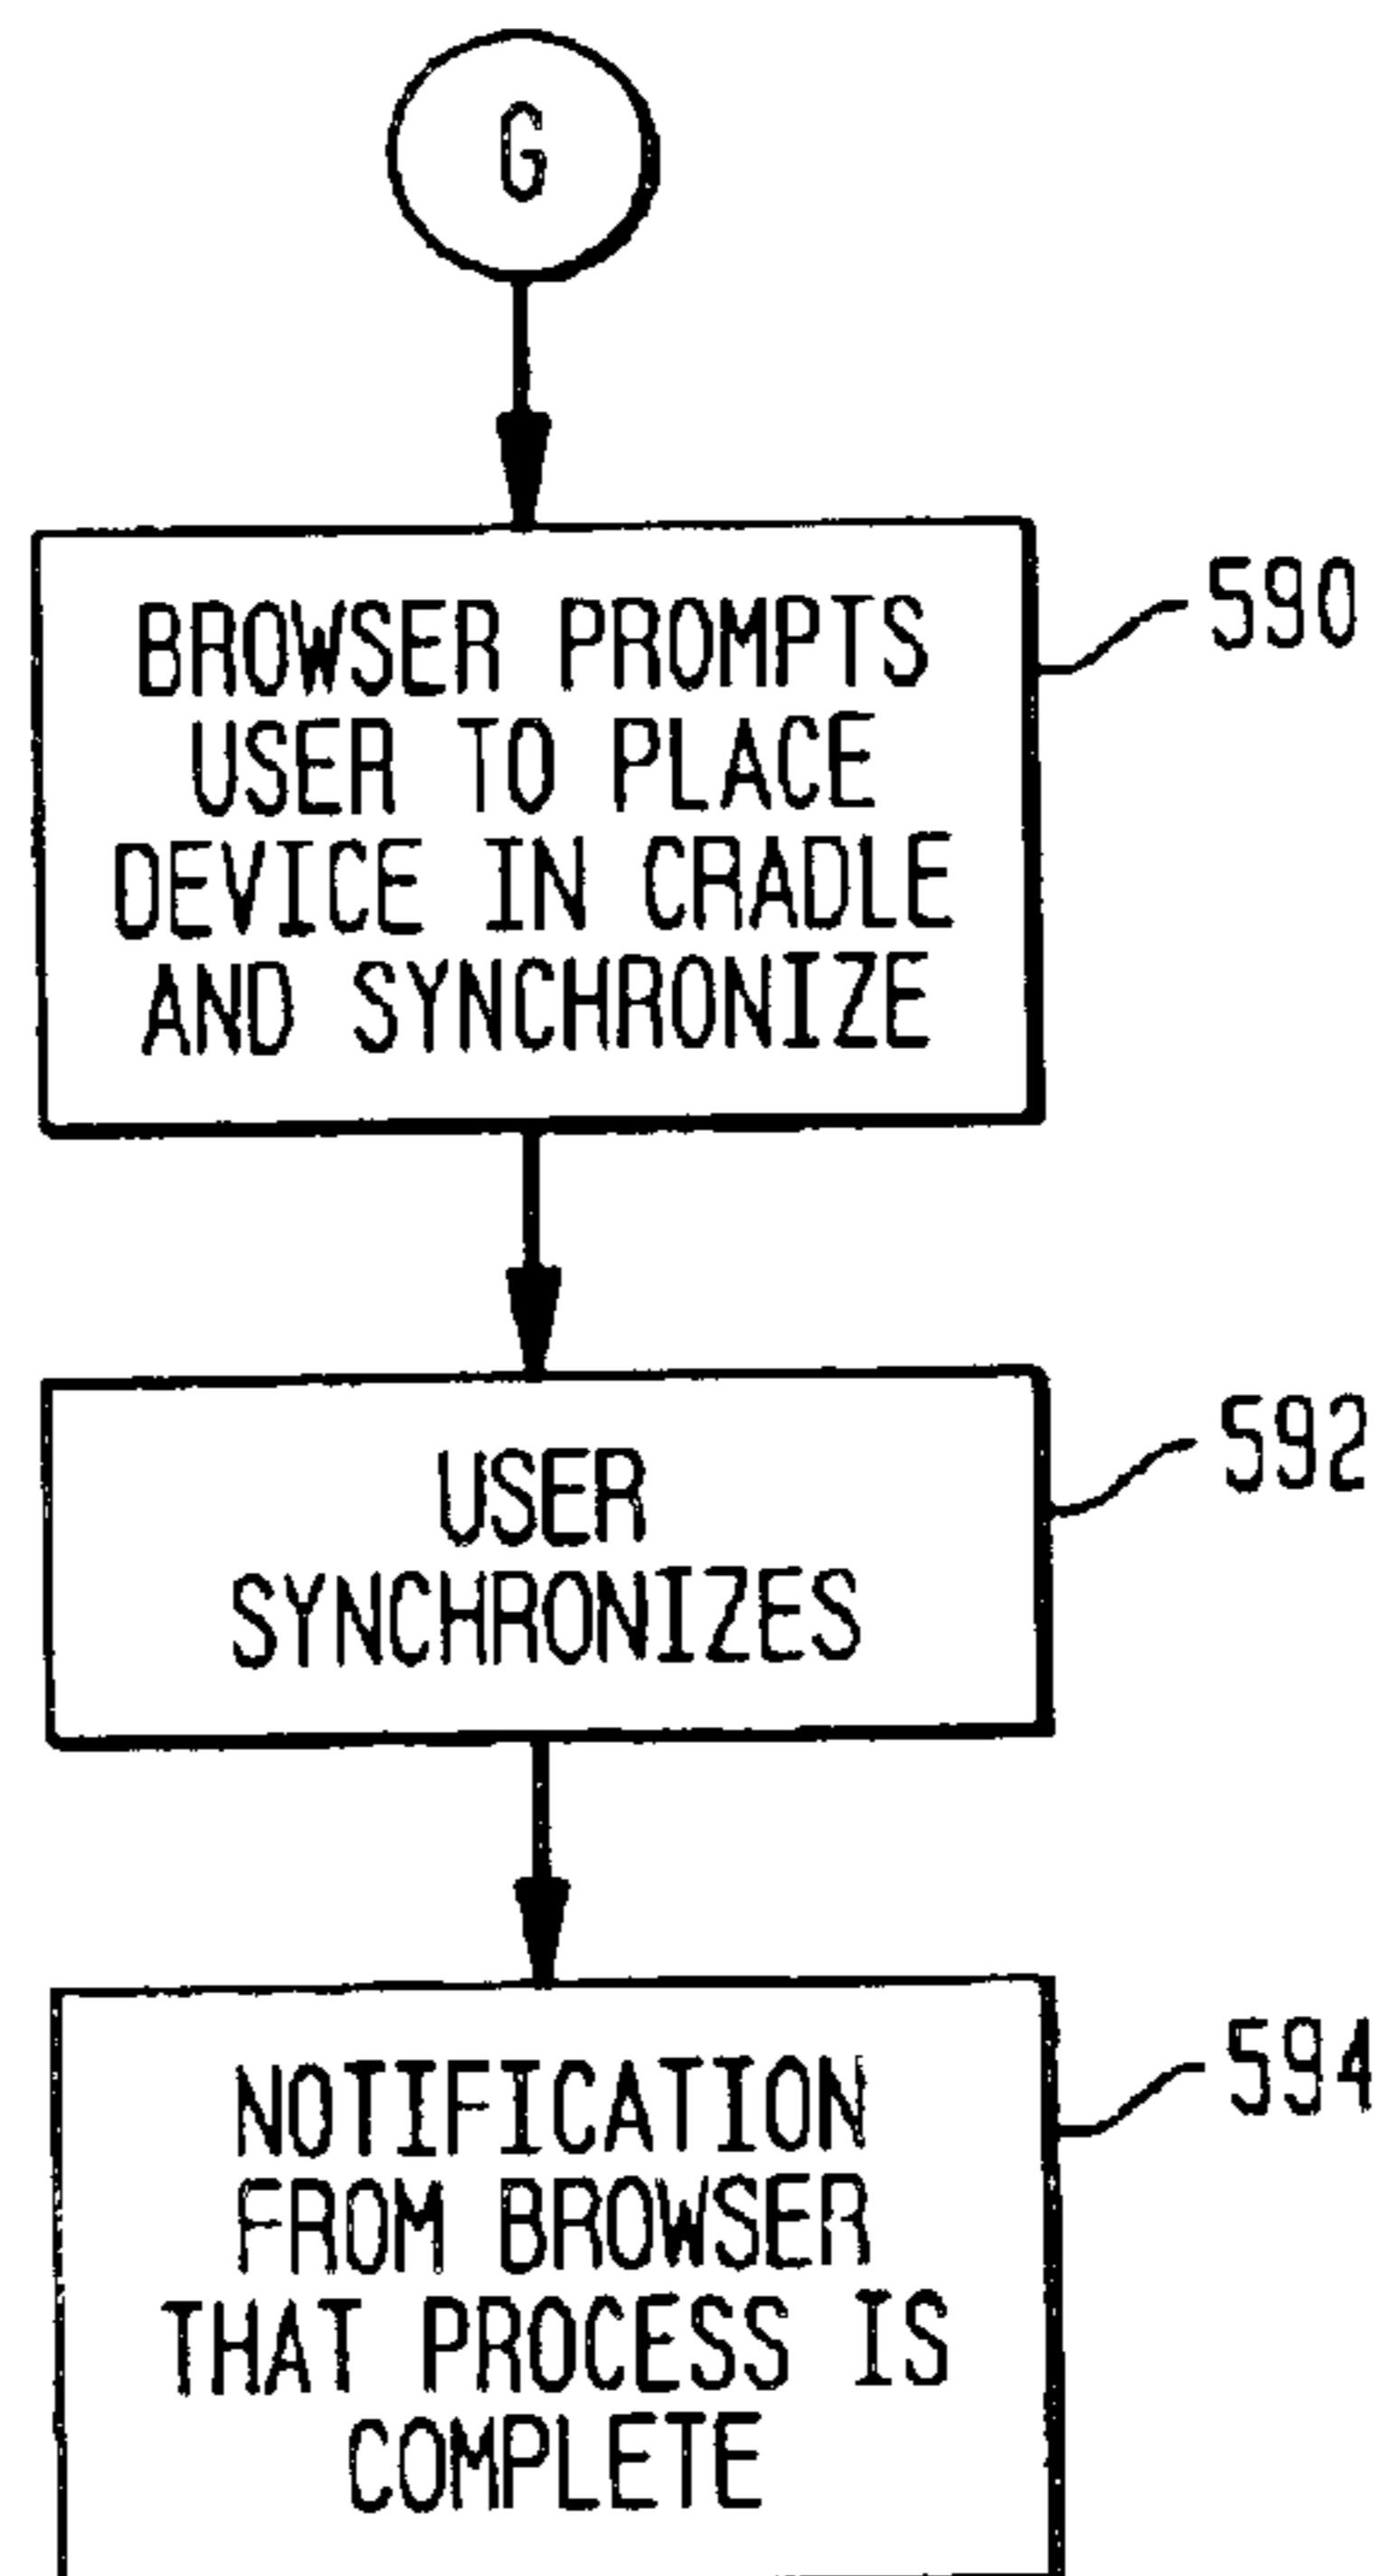 G
BROWSER PROMPTS
USER TO PLACE
DEVICE IN CRADLE
AND SYNCHRONIZE
590
USER
SYNCHRONIZES
592
NOTIFICATION
FROM BROWSER
THAT PROCESS IS
COMPLETE
594